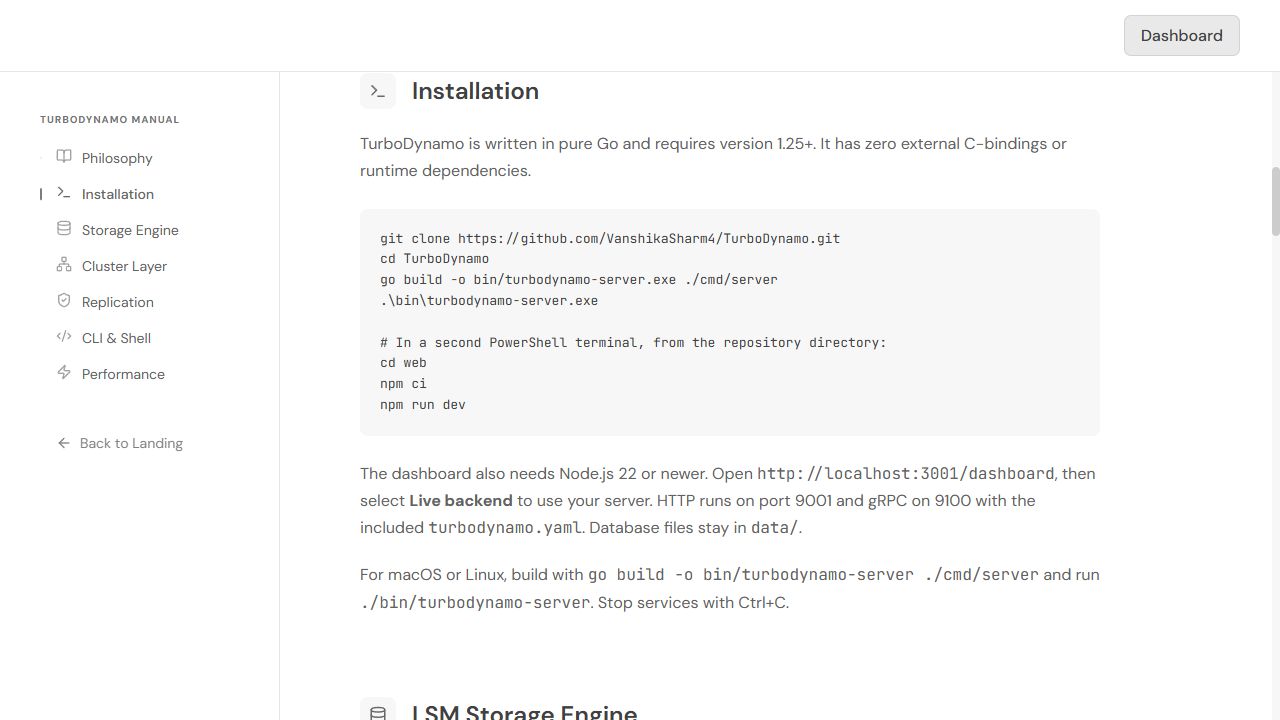 Dashboard
TURBODYNAMO MANUAL
Philosophy
Installation
Storage Engine
Cluster Layer
Replication
CLI & Shell
Performance
Back to Landing
Installation
TurboDynamo is written in pure Go and requires version 1.25+. It has zero external C-bindings or
runtime dependencies.
git clone https://github.com/VanshikaSharm4/TurboDynamo.git
cd TurboDynamo
go build -o bin/turbodynamo-server.exe ./cmd/server
.\bin\turbodynamo-server.exe
# In a second PowerShell terminal, from the repository directory:
cd web
npm ci
npm run dev
The dashboard also needs Node.js 22 or newer. Open http://localhost:3001/dashboard, then
select Live backend to use your server. HTTP runs on port 9001 and gRPC on 9100 with the
included turbodynamo.yaml. Database files stay in data/.
For macOS or Linux, build with go build -o bin/turbodynamo-server ./cmd/server and run
./bin/turbodynamo-server. Stop services with Ctrl+C.
LSM Storage Engine